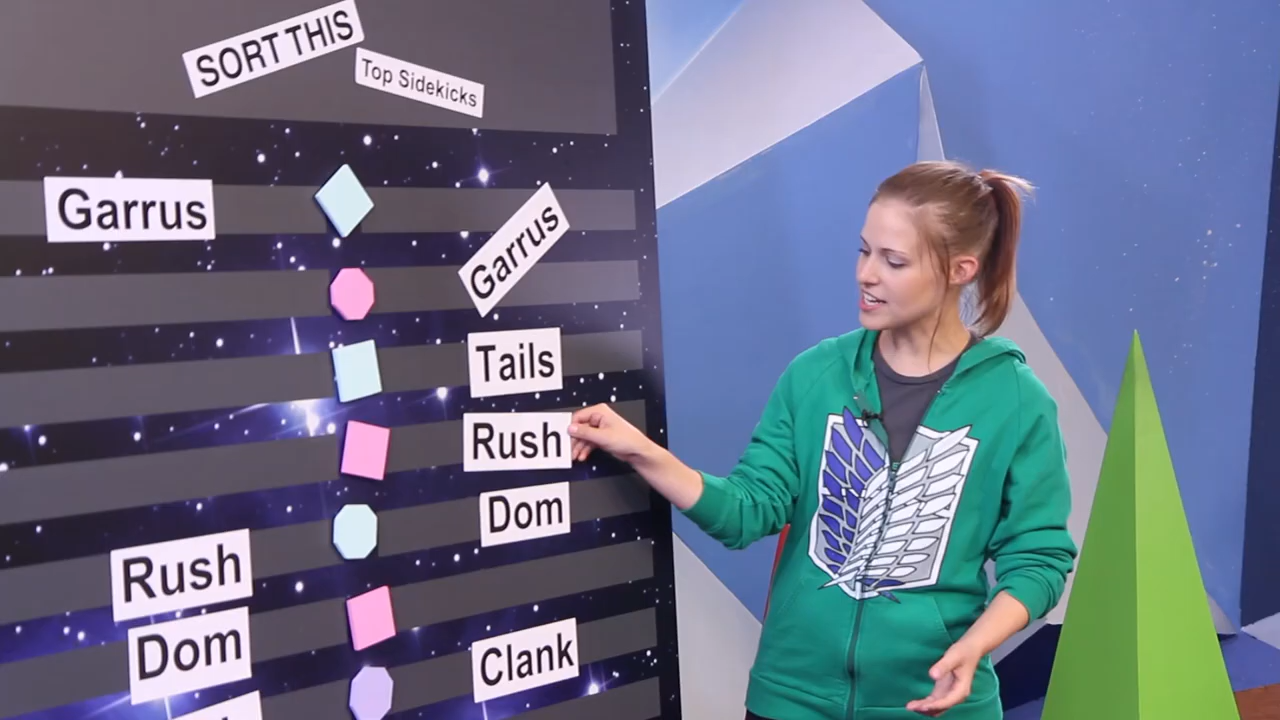 SORT THIS
Top Sidekicks
Garrus
Garrus
Tails
Rush
Dom
Rush
Dom
Clank